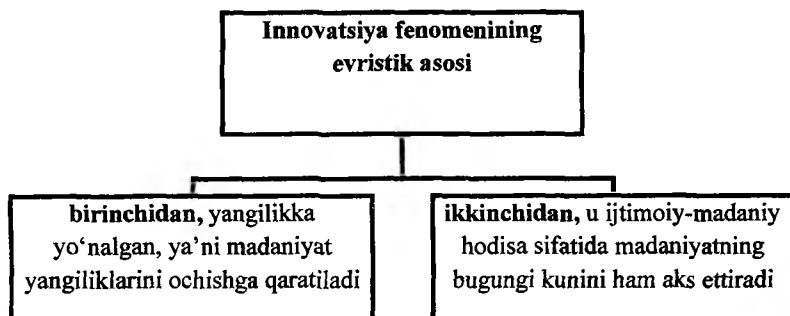 Innovatsiya fenomenining
evristik asosi
birinchidan, yangilikka
yo‘nalgan, ya’ni madaniyat
yangiliklarini ochishga qaratiladi
ikkinchidan, u ijtimoiy-madaniy
hodisa sifatida madaniyatning
bugungi kunini ham aks ettiradi